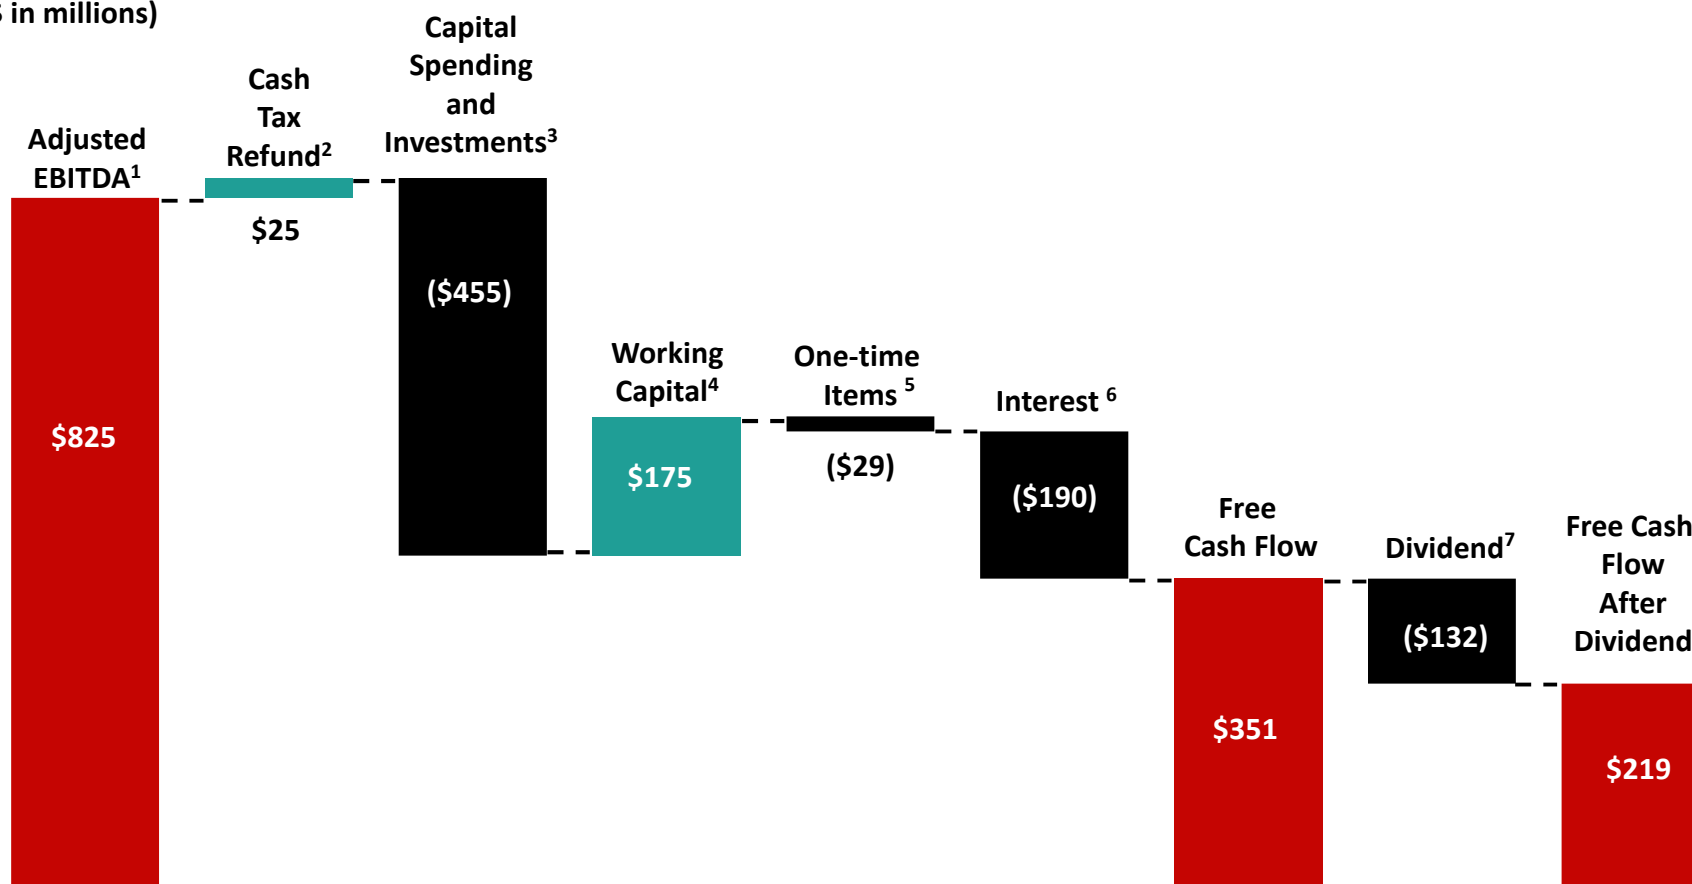 in millions)
Adjusted
EBITDA¹
$825
Cash
Tax
Refund²
$25
Capital
Spending
and
Investments³
($455)
Working
Capital⁴
$175
One-time
Items ⁵
($29)
Interest ⁶
($190)
Free
Cash Flow
$351
Dividend⁷
($132)
Free Cash
Flow
After
Dividend
$219